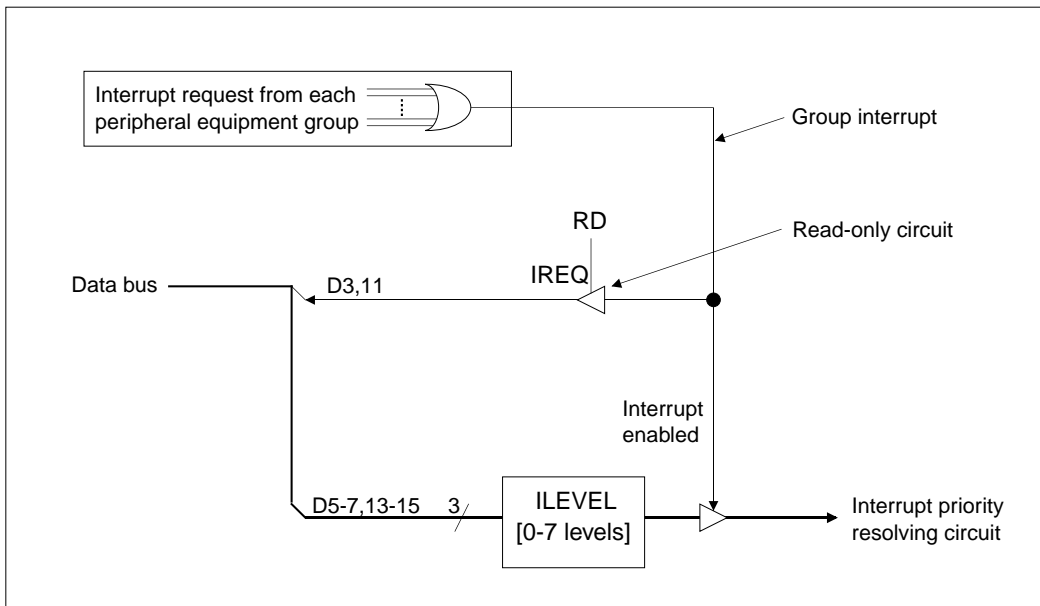 Interrupt request from each
peripheral equipment group
Group interrupt
RD
Read-only circuit
IREQ
Data bus
D3,11
Interrupt
enabled
D5-7,13-15
3
ILEVEL
[0-7 levels]
Interrupt priority
resolving circuit